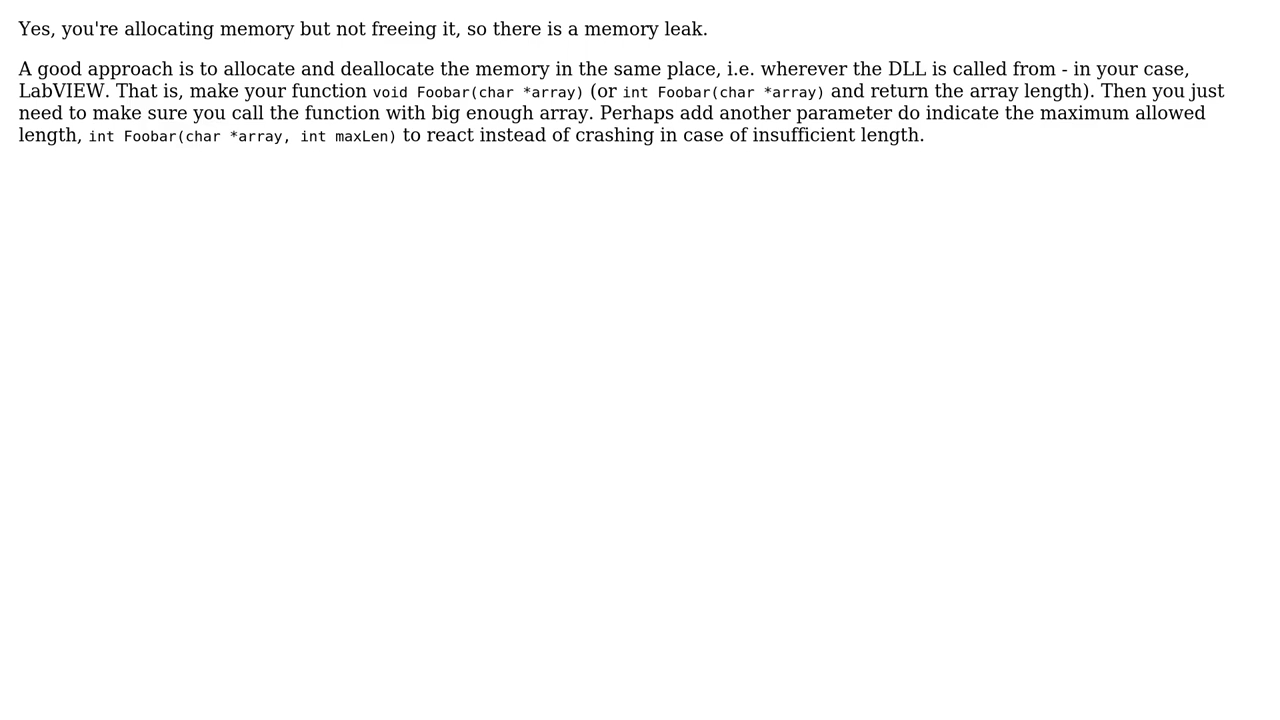 Yes, you're allocating memory but not freeing it, so there is a memory leak.
A good approach is to allocate and deallocate the memory in the same place, i.e. wherever the DLL is called from - in your case,
LabVIEW. That is, make your function void Foobar(char *array) (or int Foobar(char *array) and return the array length). Then you just
need to make sure you call the function with big enough array. Perhaps add another parameter do indicate the maximum allowed
length, int Foobar(char *array, int maxLen) to react instead of crashing in case of insufficient length.